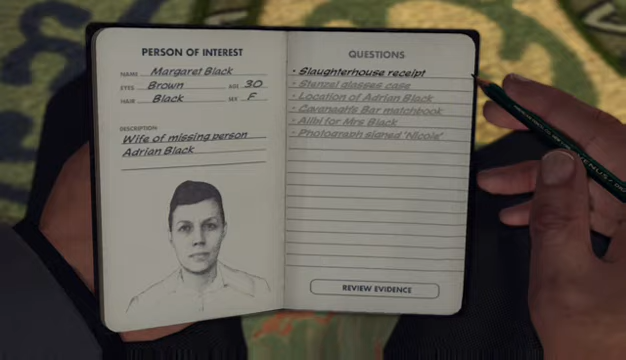 PERSON OF INTEREST
NAME Margaret Black
EYES Brown AGE 30
HAIR Black SEX F
DESCRIPTION:
Wife of missing person
Adrian Black
QUESTIONS
• Slaughterhouse receipt
• Stenzel glasses case
• Location of Adrian Black
• Cavanagh's Bar matchbook
• Alibi for Mrs Black
• Photograph signed 'Nicole'
REVIEW EVIDENCE
VENUS